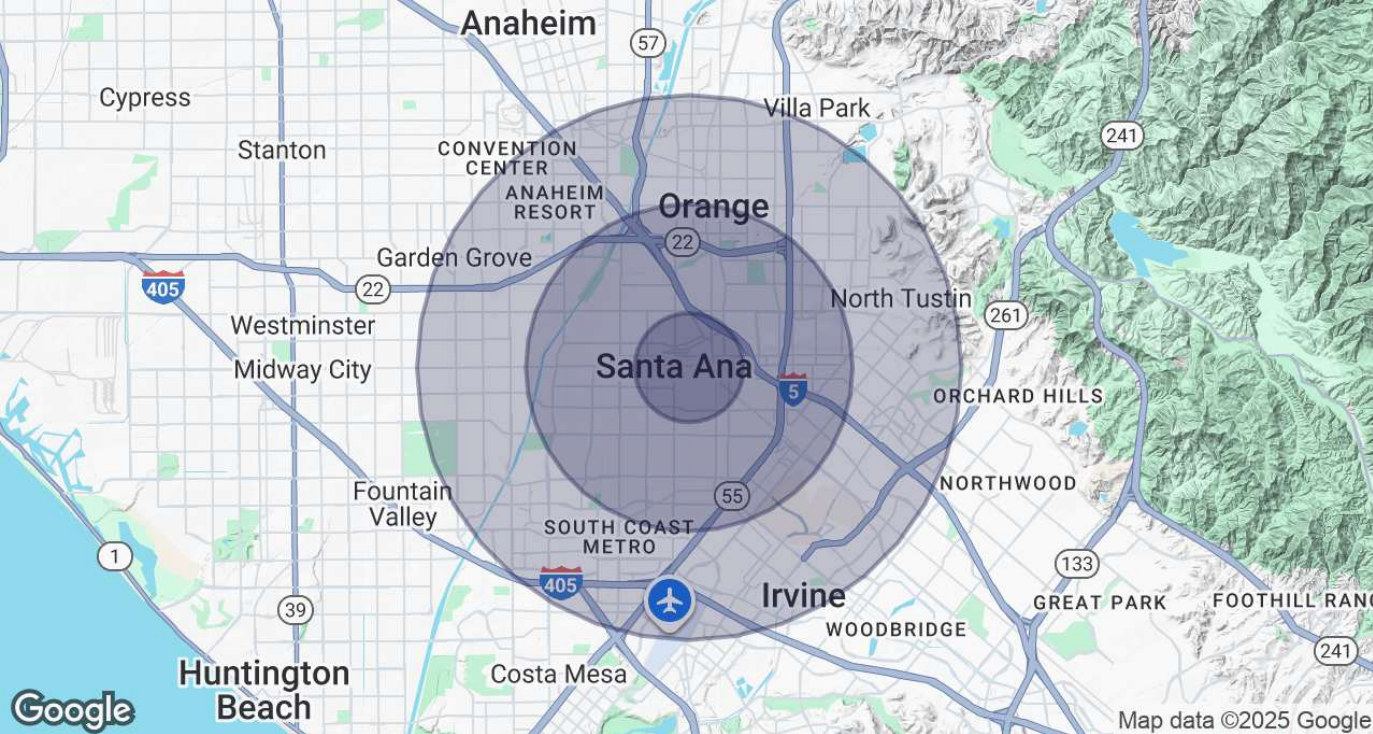 Anaheim
57
Cypress
Villa Park
241
Stanton
CONVENTION
CENTER
ANAHEIM
RESORT
Orange
22
Garden Grove
405
22
North Tustin
261
Westminster
Midway City
Santa Ana
5
ORCHARD HILLS
Fountain
Valley
55
NORTHWOOD
SOUTH COAST
METRO
1
405
133
39
Irvine
GREAT PARK
FOOTHILL RANC
WOODBRIDGE
241
Huntington
Beach
Costa Mesa
Google
Map data ©2025 Google